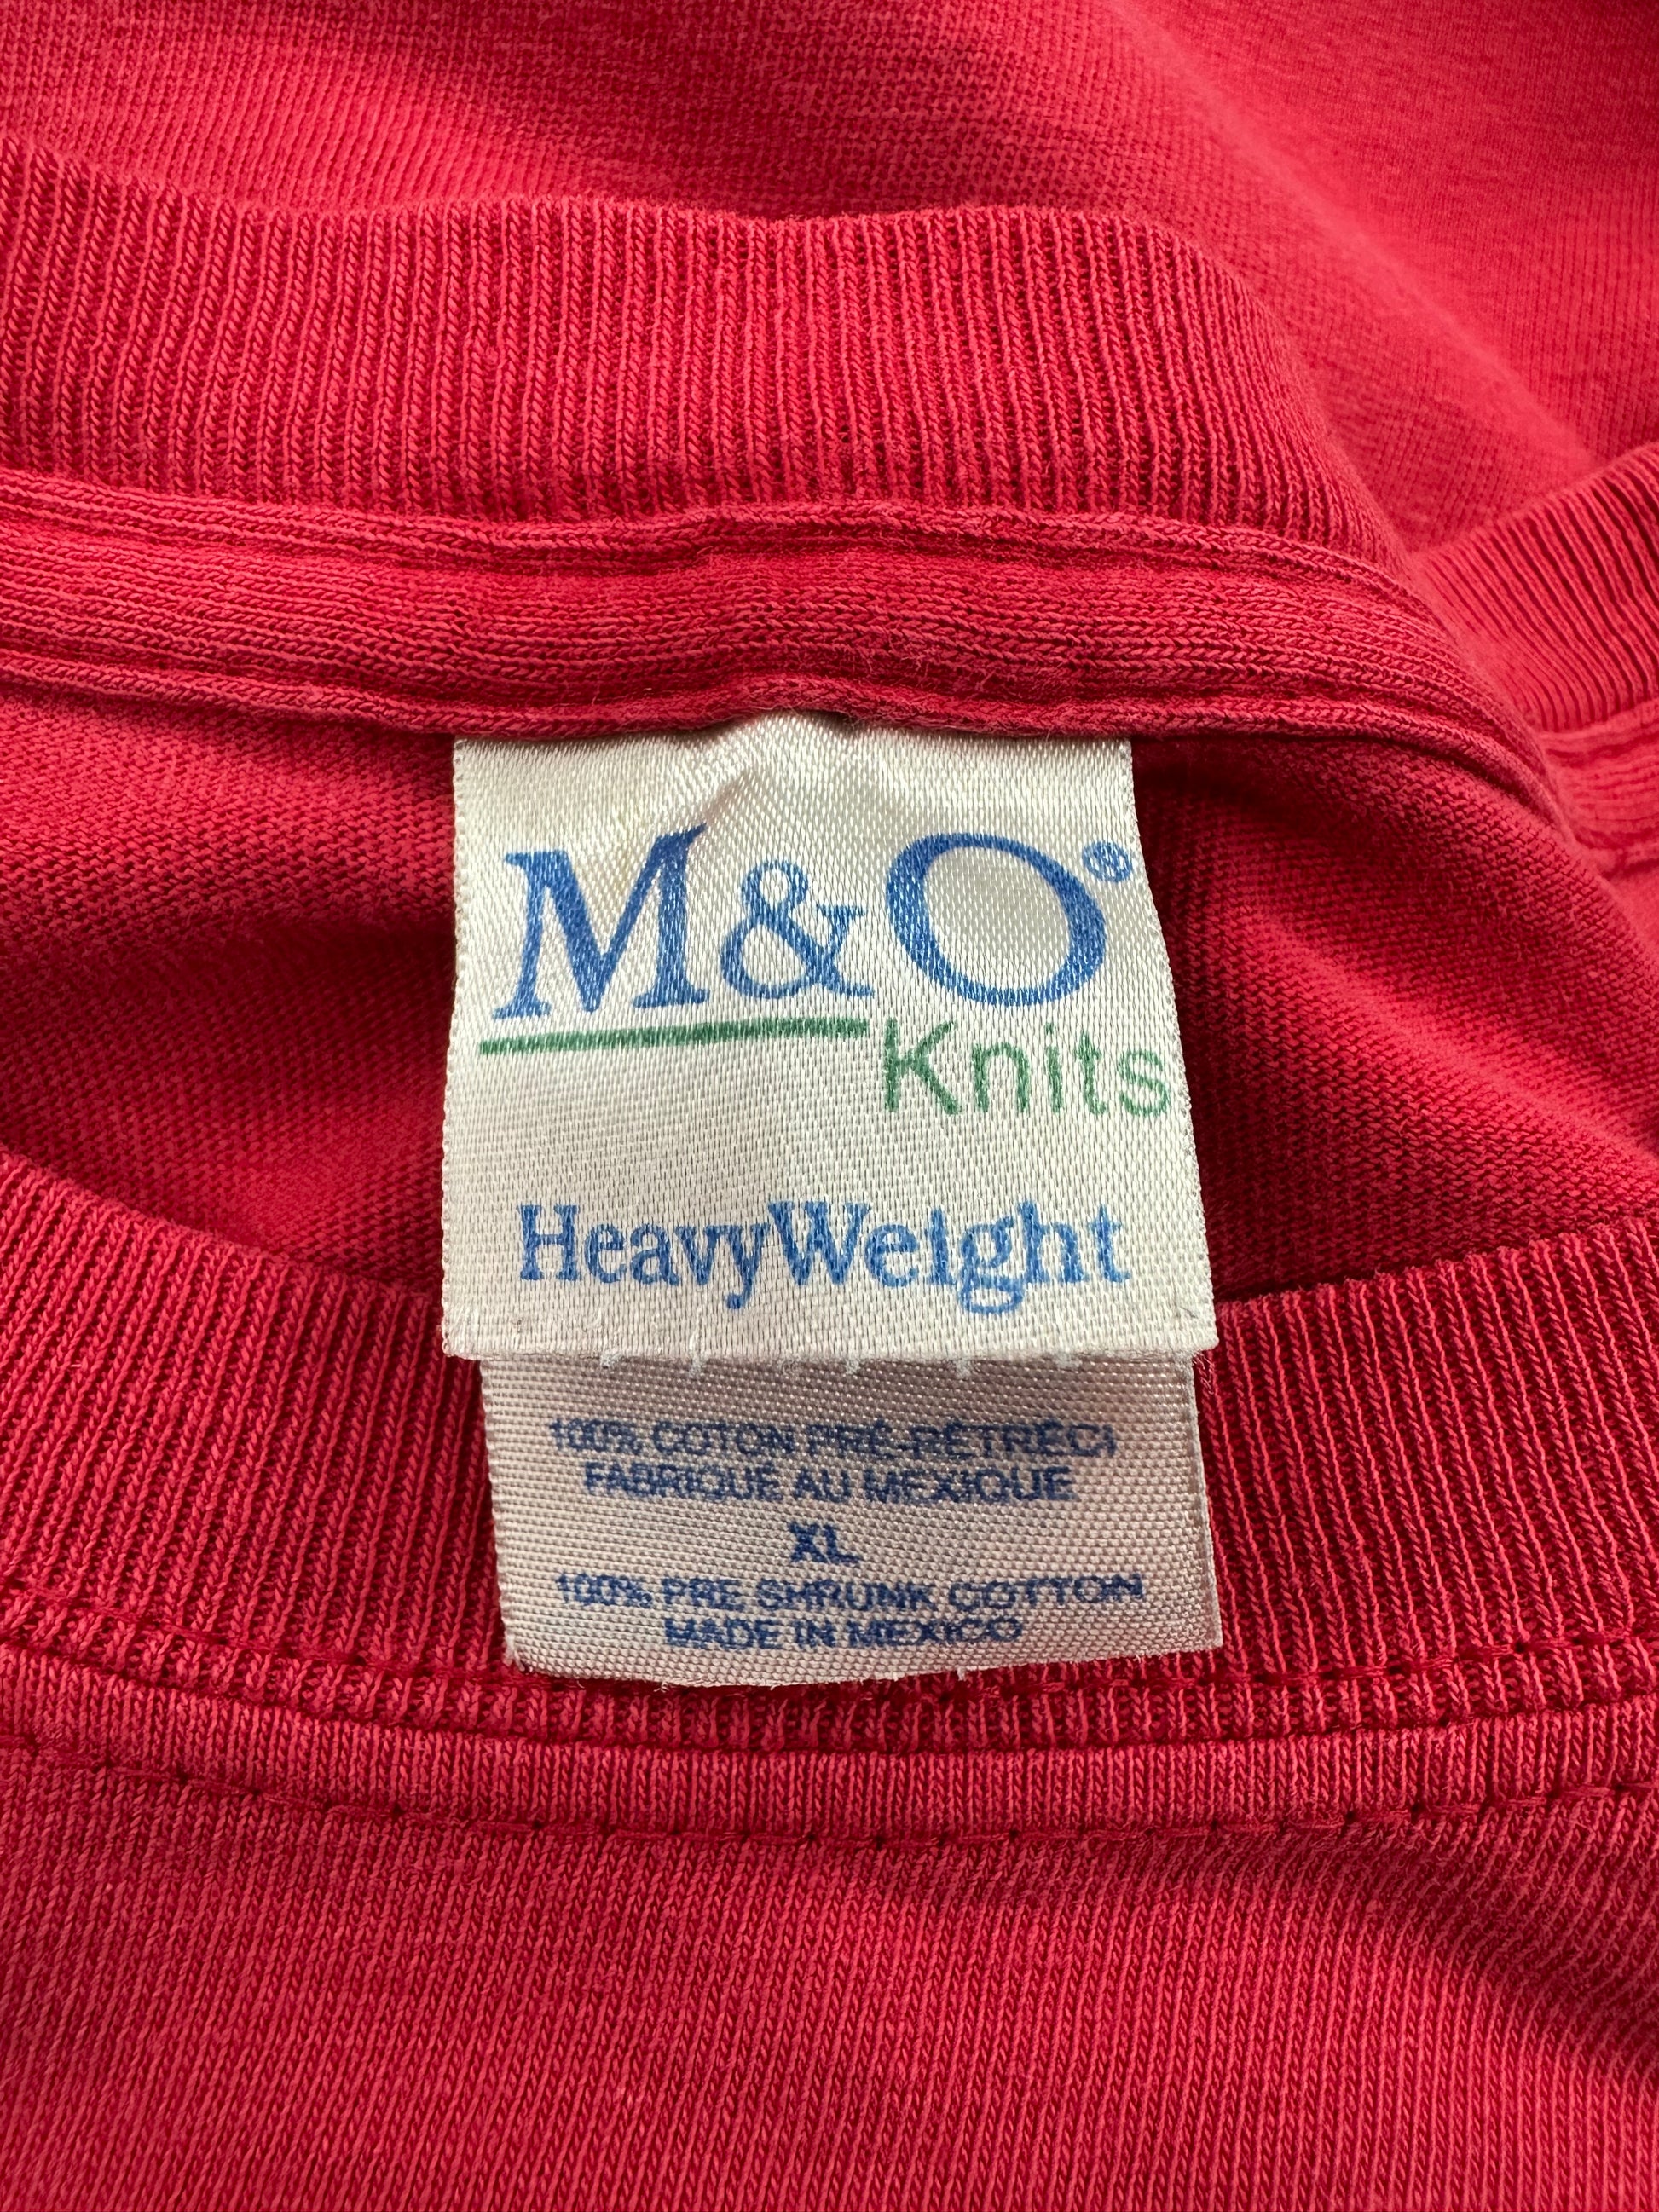 M&O®
Knits
HeavyWeight
100% COTON PRÉ-RÉTRÉCI
FABRIQUÉ AU MEXIQUE
XL
100% PRE SHRUNK COTTON
MADE IN MEXICO